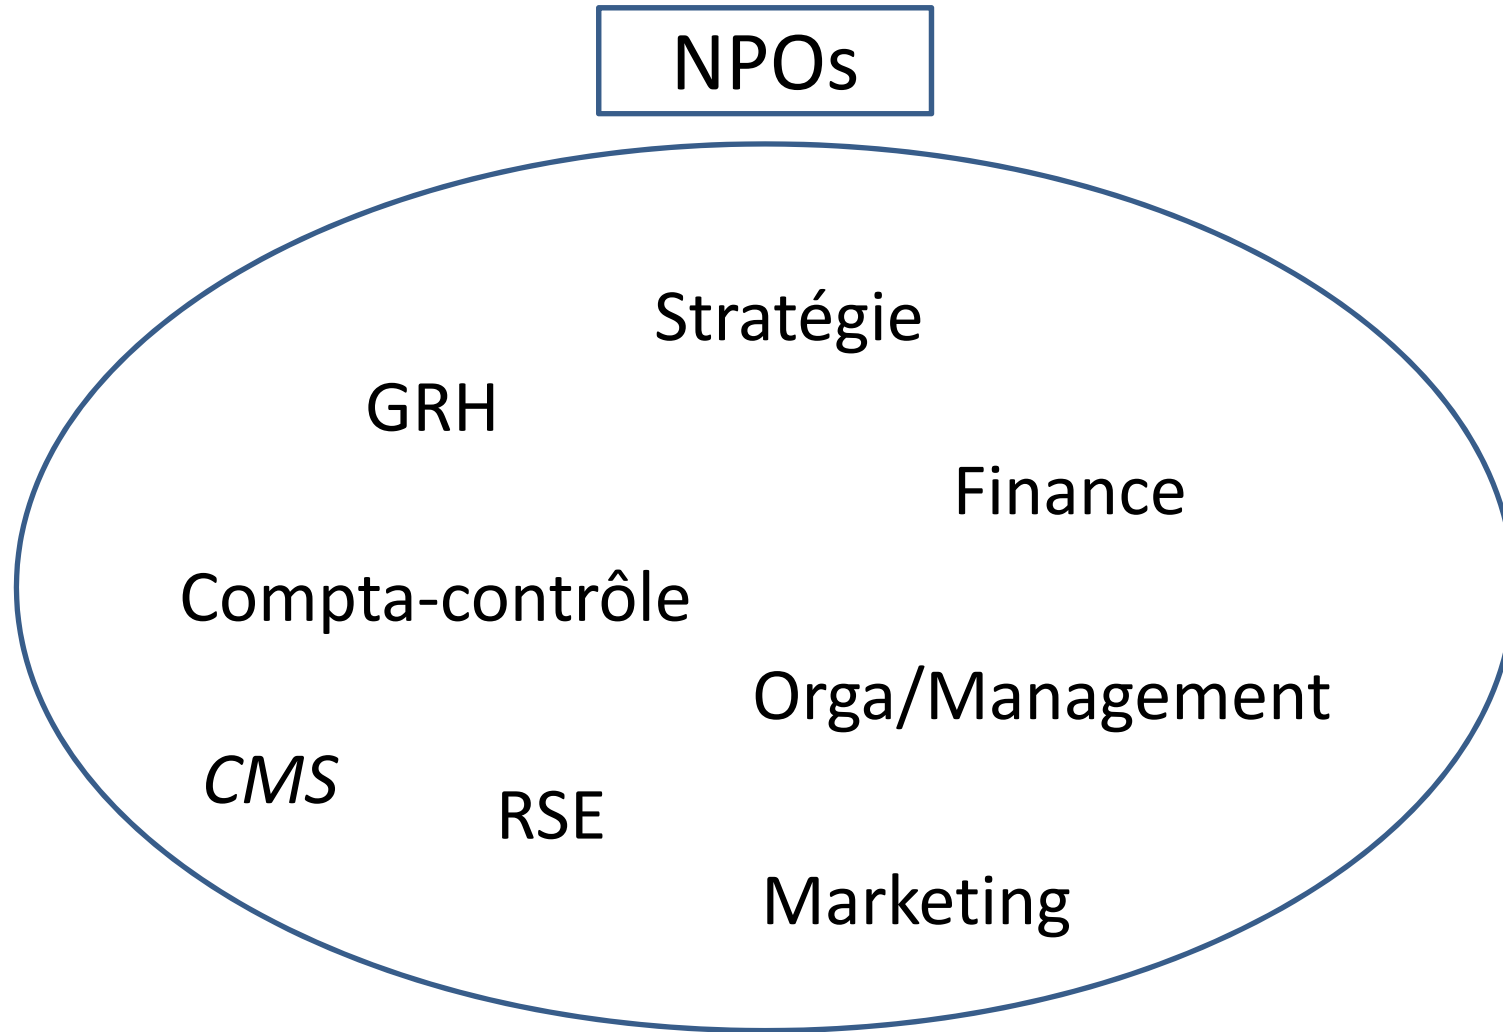 NPOs
Stratégie
GRH
Finance
Compta-contrôle
Orga/Management
CMS
RSE
Marketing